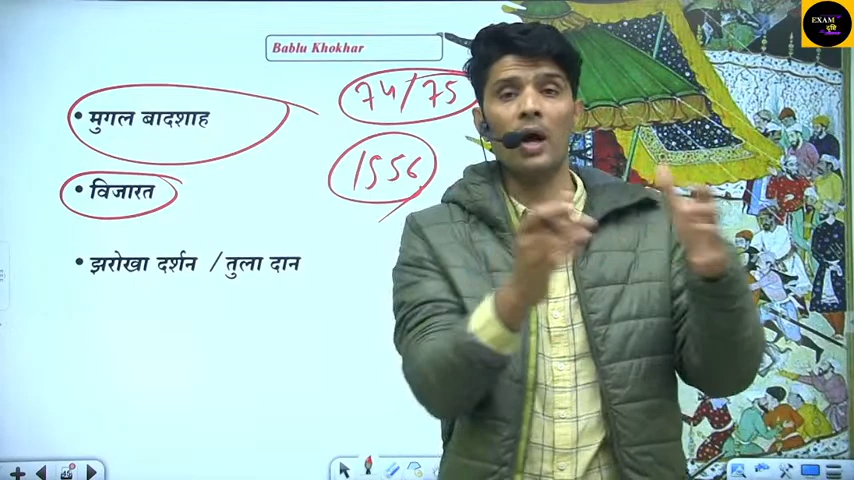 EXAM
Bablu Khokhar
• मुगल बादशाह
74/75
• विजारत
1556
• झरोखा दर्शन / तुला दान